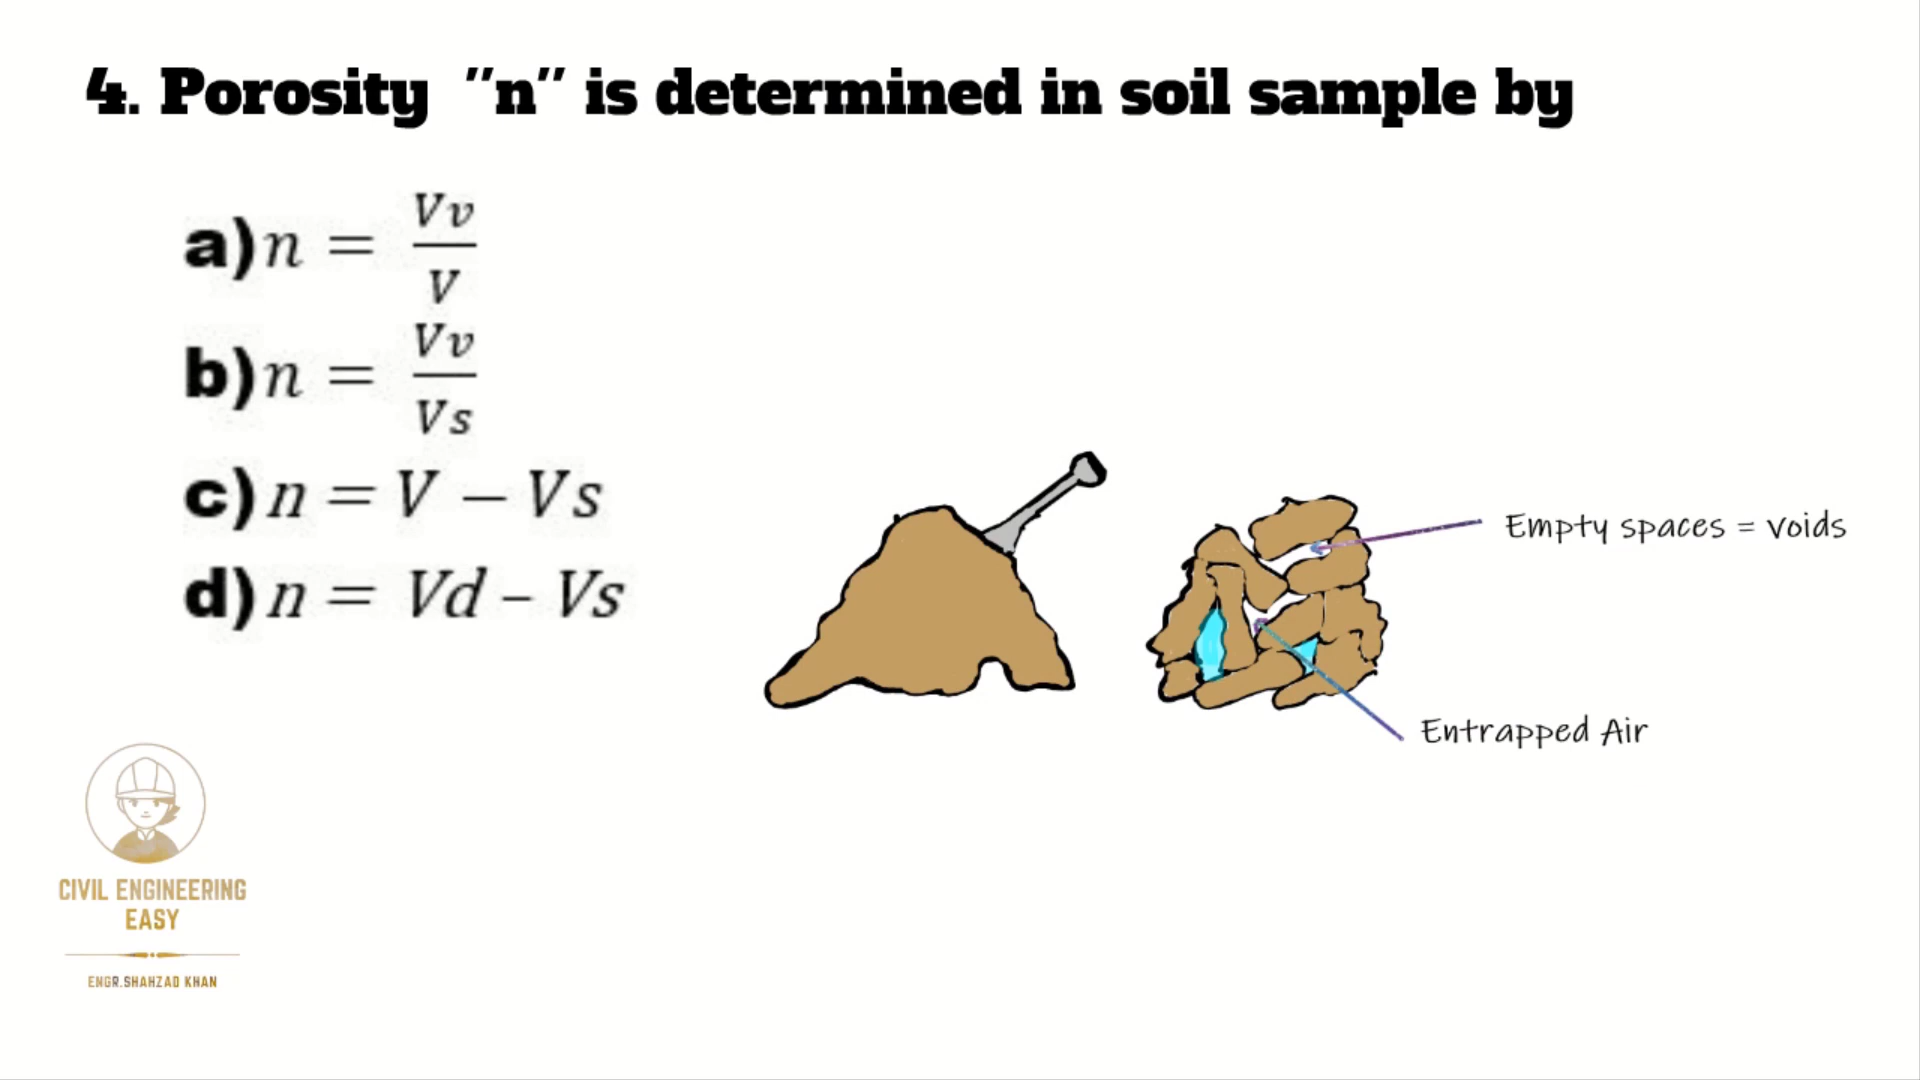 4. Porosity "n" is determined in soil sample by
a) n = Vv/V
b) n = Vv/Vs
c) n = V – Vs
d) n = Vd – Vs
Empty spaces = voids
Entrapped Air
CIVIL ENGINEERING
EASY
ENGR.SHAHZAD KHAN